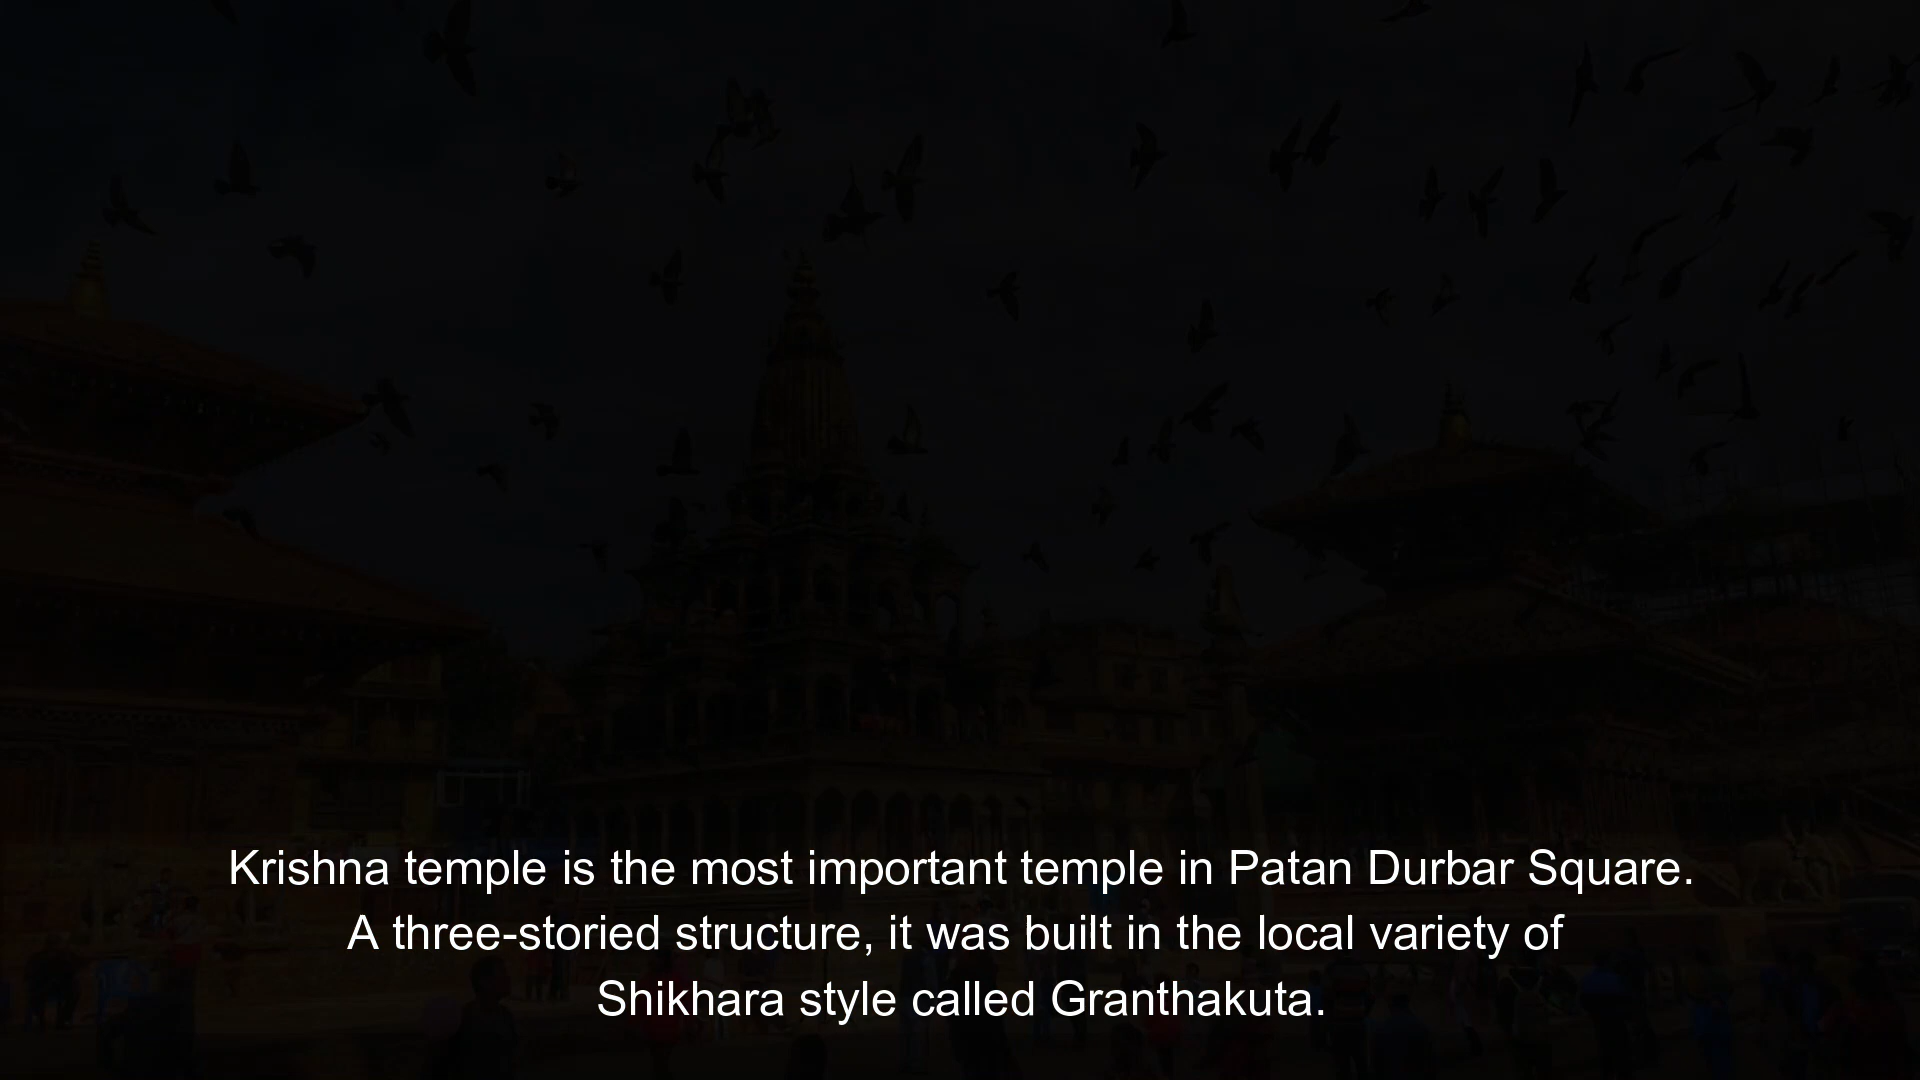 Krishna temple is the most important temple in Patan Durbar Square.
A three-storied structure, it was built in the local variety of
Shikhara style called Granthakuta.